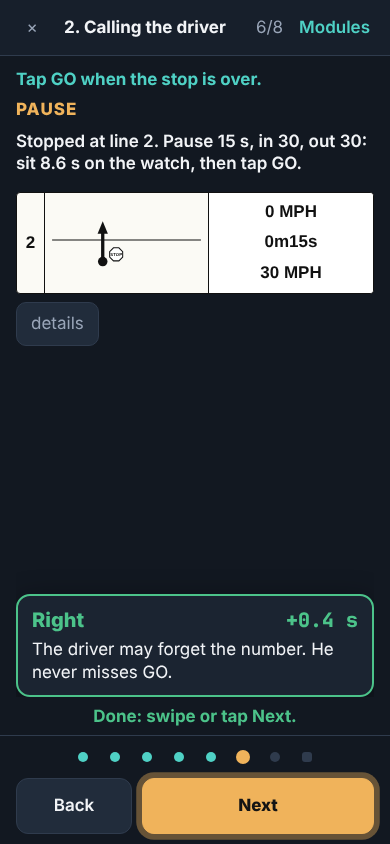 × 2. Calling the driver 6/8 Modules
Tap GO when the stop is over.
PAUSE
Stopped at line 2. Pause 15 s, in 30, out 30:
sit 8.6 s on the watch, then tap GO.
2
STOP
0 MPH
0m15s
30 MPH
details
Right +0.4 s
The driver may forget the number. He
never misses GO.
Done: swipe or tap Next.
Back Next